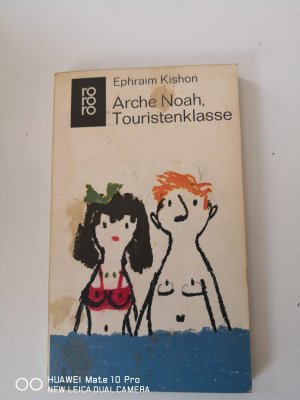 ro
ro
ro
Ephraim Kishon
Arche Noah,
Touristenklasse
HUAWEI Mate 10 Pro
NEW LEICA DUAL CAMERA